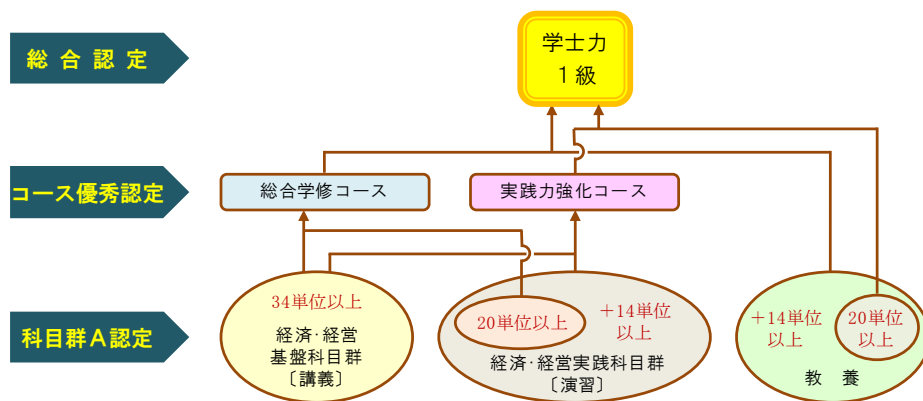 総合認定
学士力
1級
コース優秀認定
総合学修コース
実践力強化コース
科目群A認定
34単位以上
経済・経営
基盤科目群
〔講義〕
20単位以上
+14単位
以上
経済・経営実践科目群
〔演習〕
+14単位
以上
20単位
以上
教 養